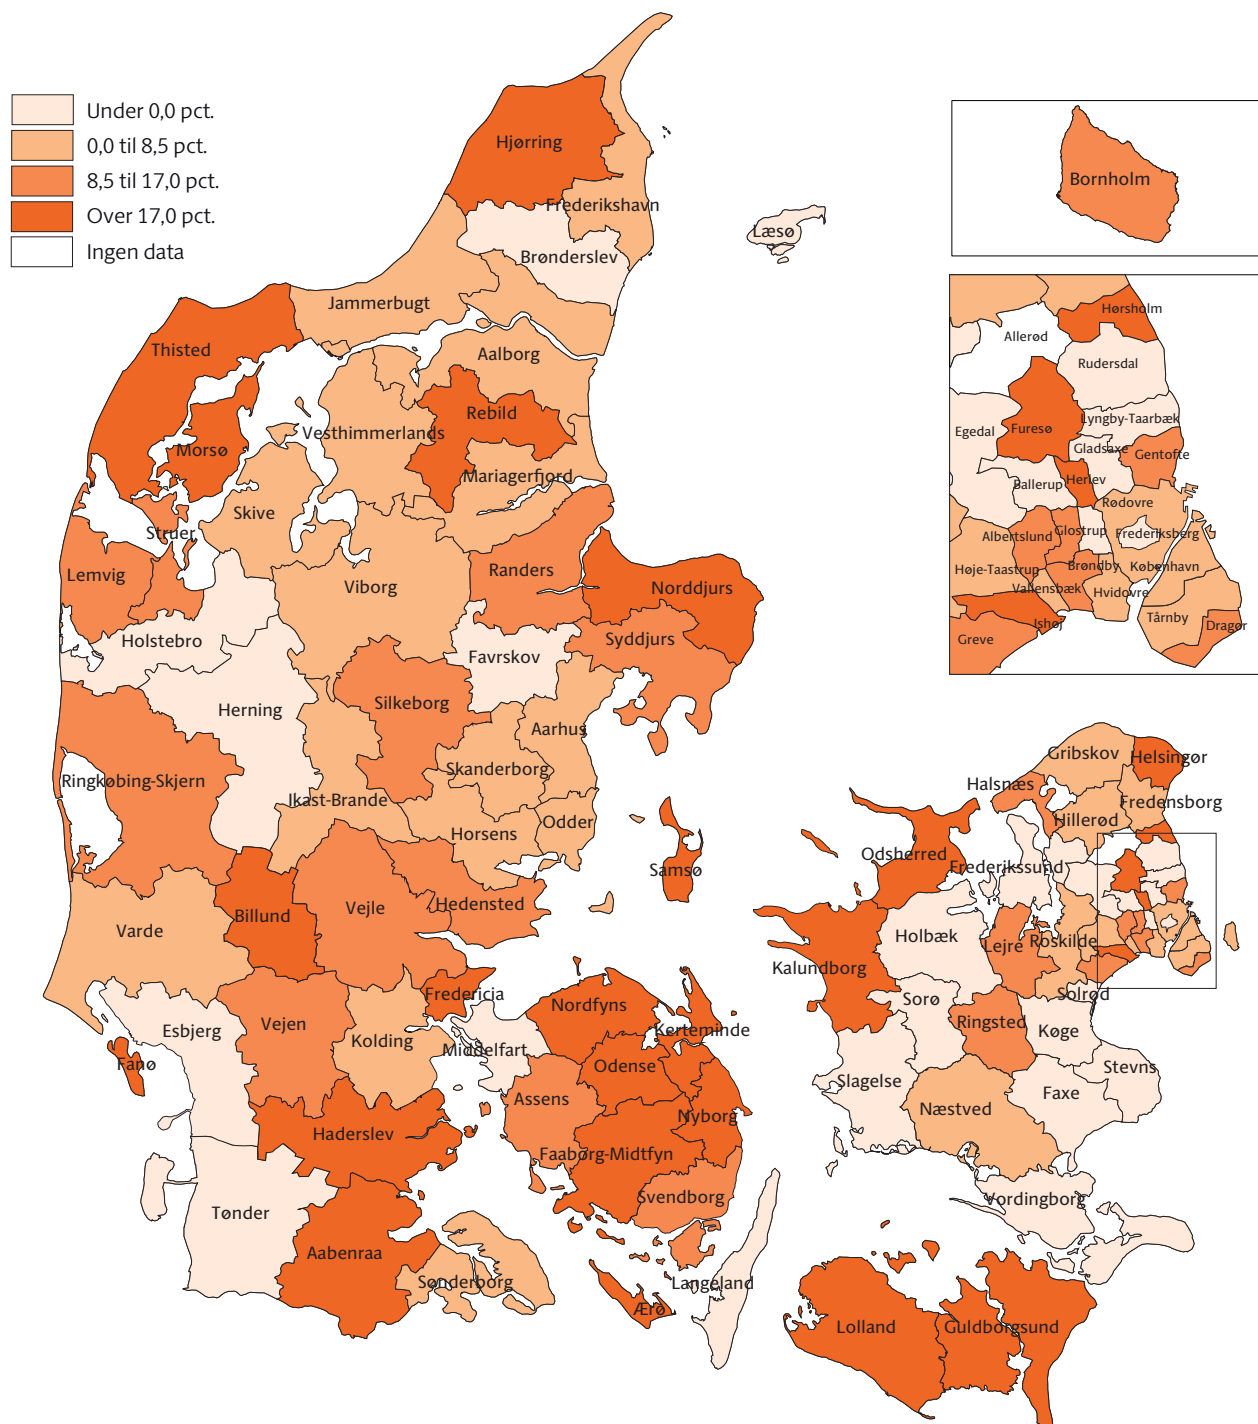 Under 0,0 pct.
0,0 til 8,5 pct.
8,5 til 17,0 pct.
Over 17,0 pct.
Ingen data
Hjørring
Frederikshavn
Læsø
Brønderslev
Jammerbugt
Thisted
Aalborg
Rebild
Vesthimmerlands
Morsø
Mariagerfjord
Skive
Struer
Lemvig
Viborg
Randers
Norddjurs
Holstebro
Favrskov
Syddjurs
Herning
Silkeborg
Aarhus
Ringkøbing-Skjern
Skanderborg
Ikast-Brande
Horsens
Odder
Samsø
Billund
Vejle
Hedensted
Varde
Fredericia
Nordfyns
Esbjerg
Vejen
Kolding
Middelfart
Kerteminde
Fanø
Odense
Assens
Nyborg
Haderslev
Faaborg-Midtfyn
Svendborg
Tønder
Aabenraa
Sønderborg
Langeland
Ærø
Bornholm
Hørsholm
Allerød
Rudersdal
Lyngby-Taarbæk
Egedal
Furesø
Gladsaxe
Gentofte
Ballerup
Herlev
Rødovre
Albertslund
Glostrup
Frederiksberg
Høje-Taastrup
Brøndby
København
Vallensbæk
Hvidovre
Tårnby
Ishøj
Dragør
Greve
Gribskov
Helsingør
Halsnæs
Fredensborg
Hillerød
Odsherred
Frederikssund
Holbæk
Lejre
Roskilde
Kalundborg
Solrød
Sorø
Ringsted
Køge
Stevns
Slagelse
Faxe
Næstved
Vordingborg
Lolland
Guldborgsund